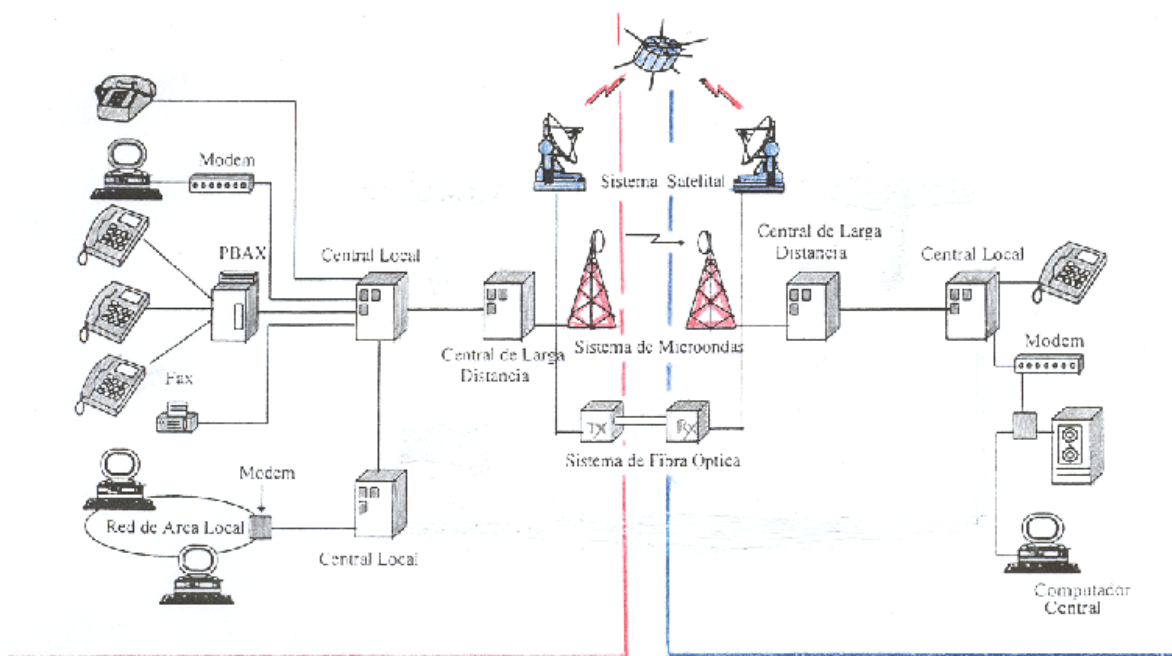 Modem
PBAX
Central Local
Fax
Modem
Red de Area Local
Central Local
Central de Larga
Distancia
Sistema Satelital
Sistema de Microondas
TX
RX
Sistema de Fibra Optica
Central de Larga
Distancia
Central Local
Modem
Computador
Central